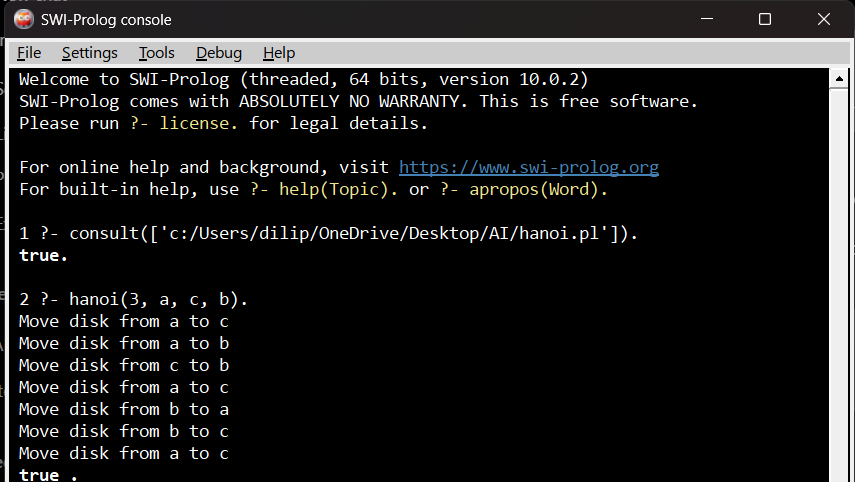 SWI-Prolog console
File Settings Tools Debug Help
Welcome to SWI-Prolog (threaded, 64 bits, version 10.0.2)
SWI-Prolog comes with ABSOLUTELY NO WARRANTY. This is free software.
Please run ?- license. for legal details.
For online help and background, visit https://www.swi-prolog.org
For built-in help, use ?- help(Topic). or ?- apropos(Word).
1 ?- consult(['c:/Users/dilip/OneDrive/Desktop/AI/hanoi.pl']).
true.
2 ?- hanoi(3, a, c, b).
Move disk from a to c
Move disk from a to b
Move disk from c to b
Move disk from a to c
Move disk from b to a
Move disk from b to c
Move disk from a to c
true .